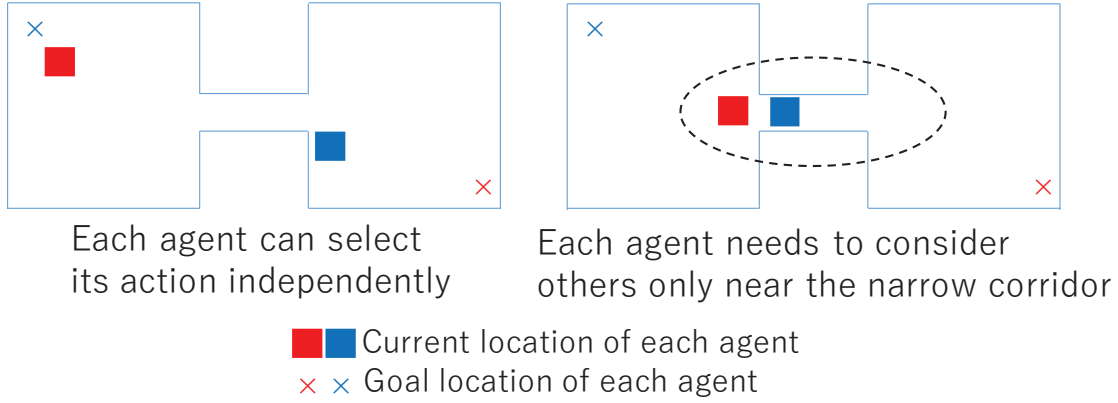 Each agent can select
its action independently
Each agent needs to consider
others only near the narrow corridor
Current location of each agent
Goal location of each agent